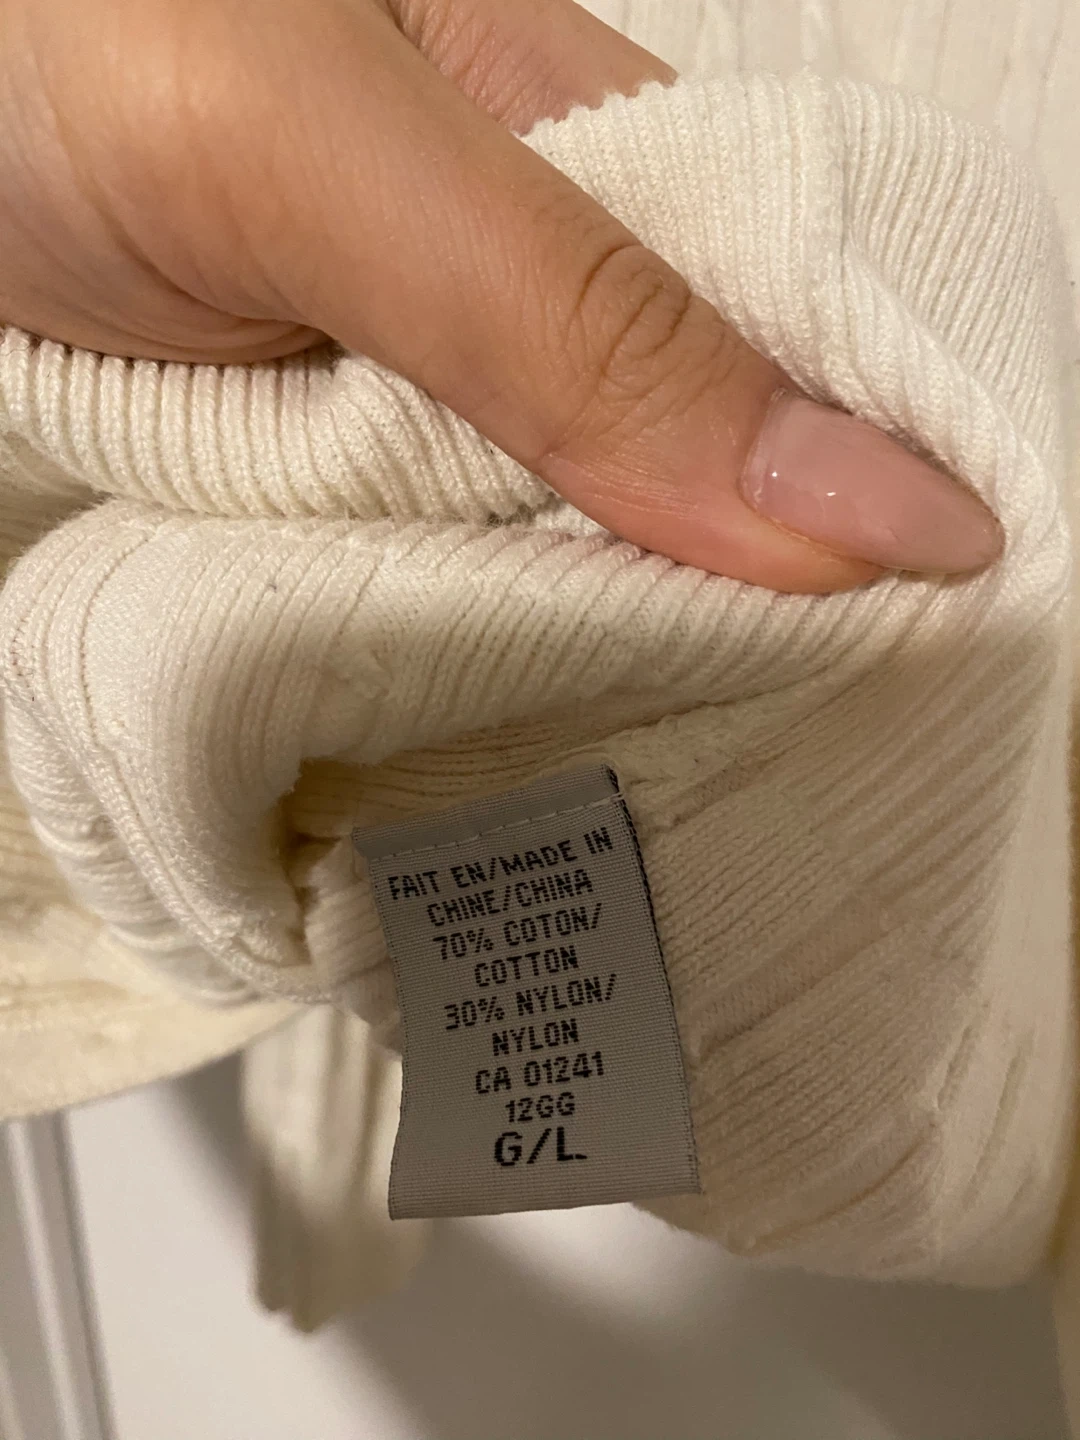 FAIT EN/MADE IN
CHINE/CHINA
70% COTON/
COTTON
30% NYLON/
NYLON
CA 01241
12GG
G/L